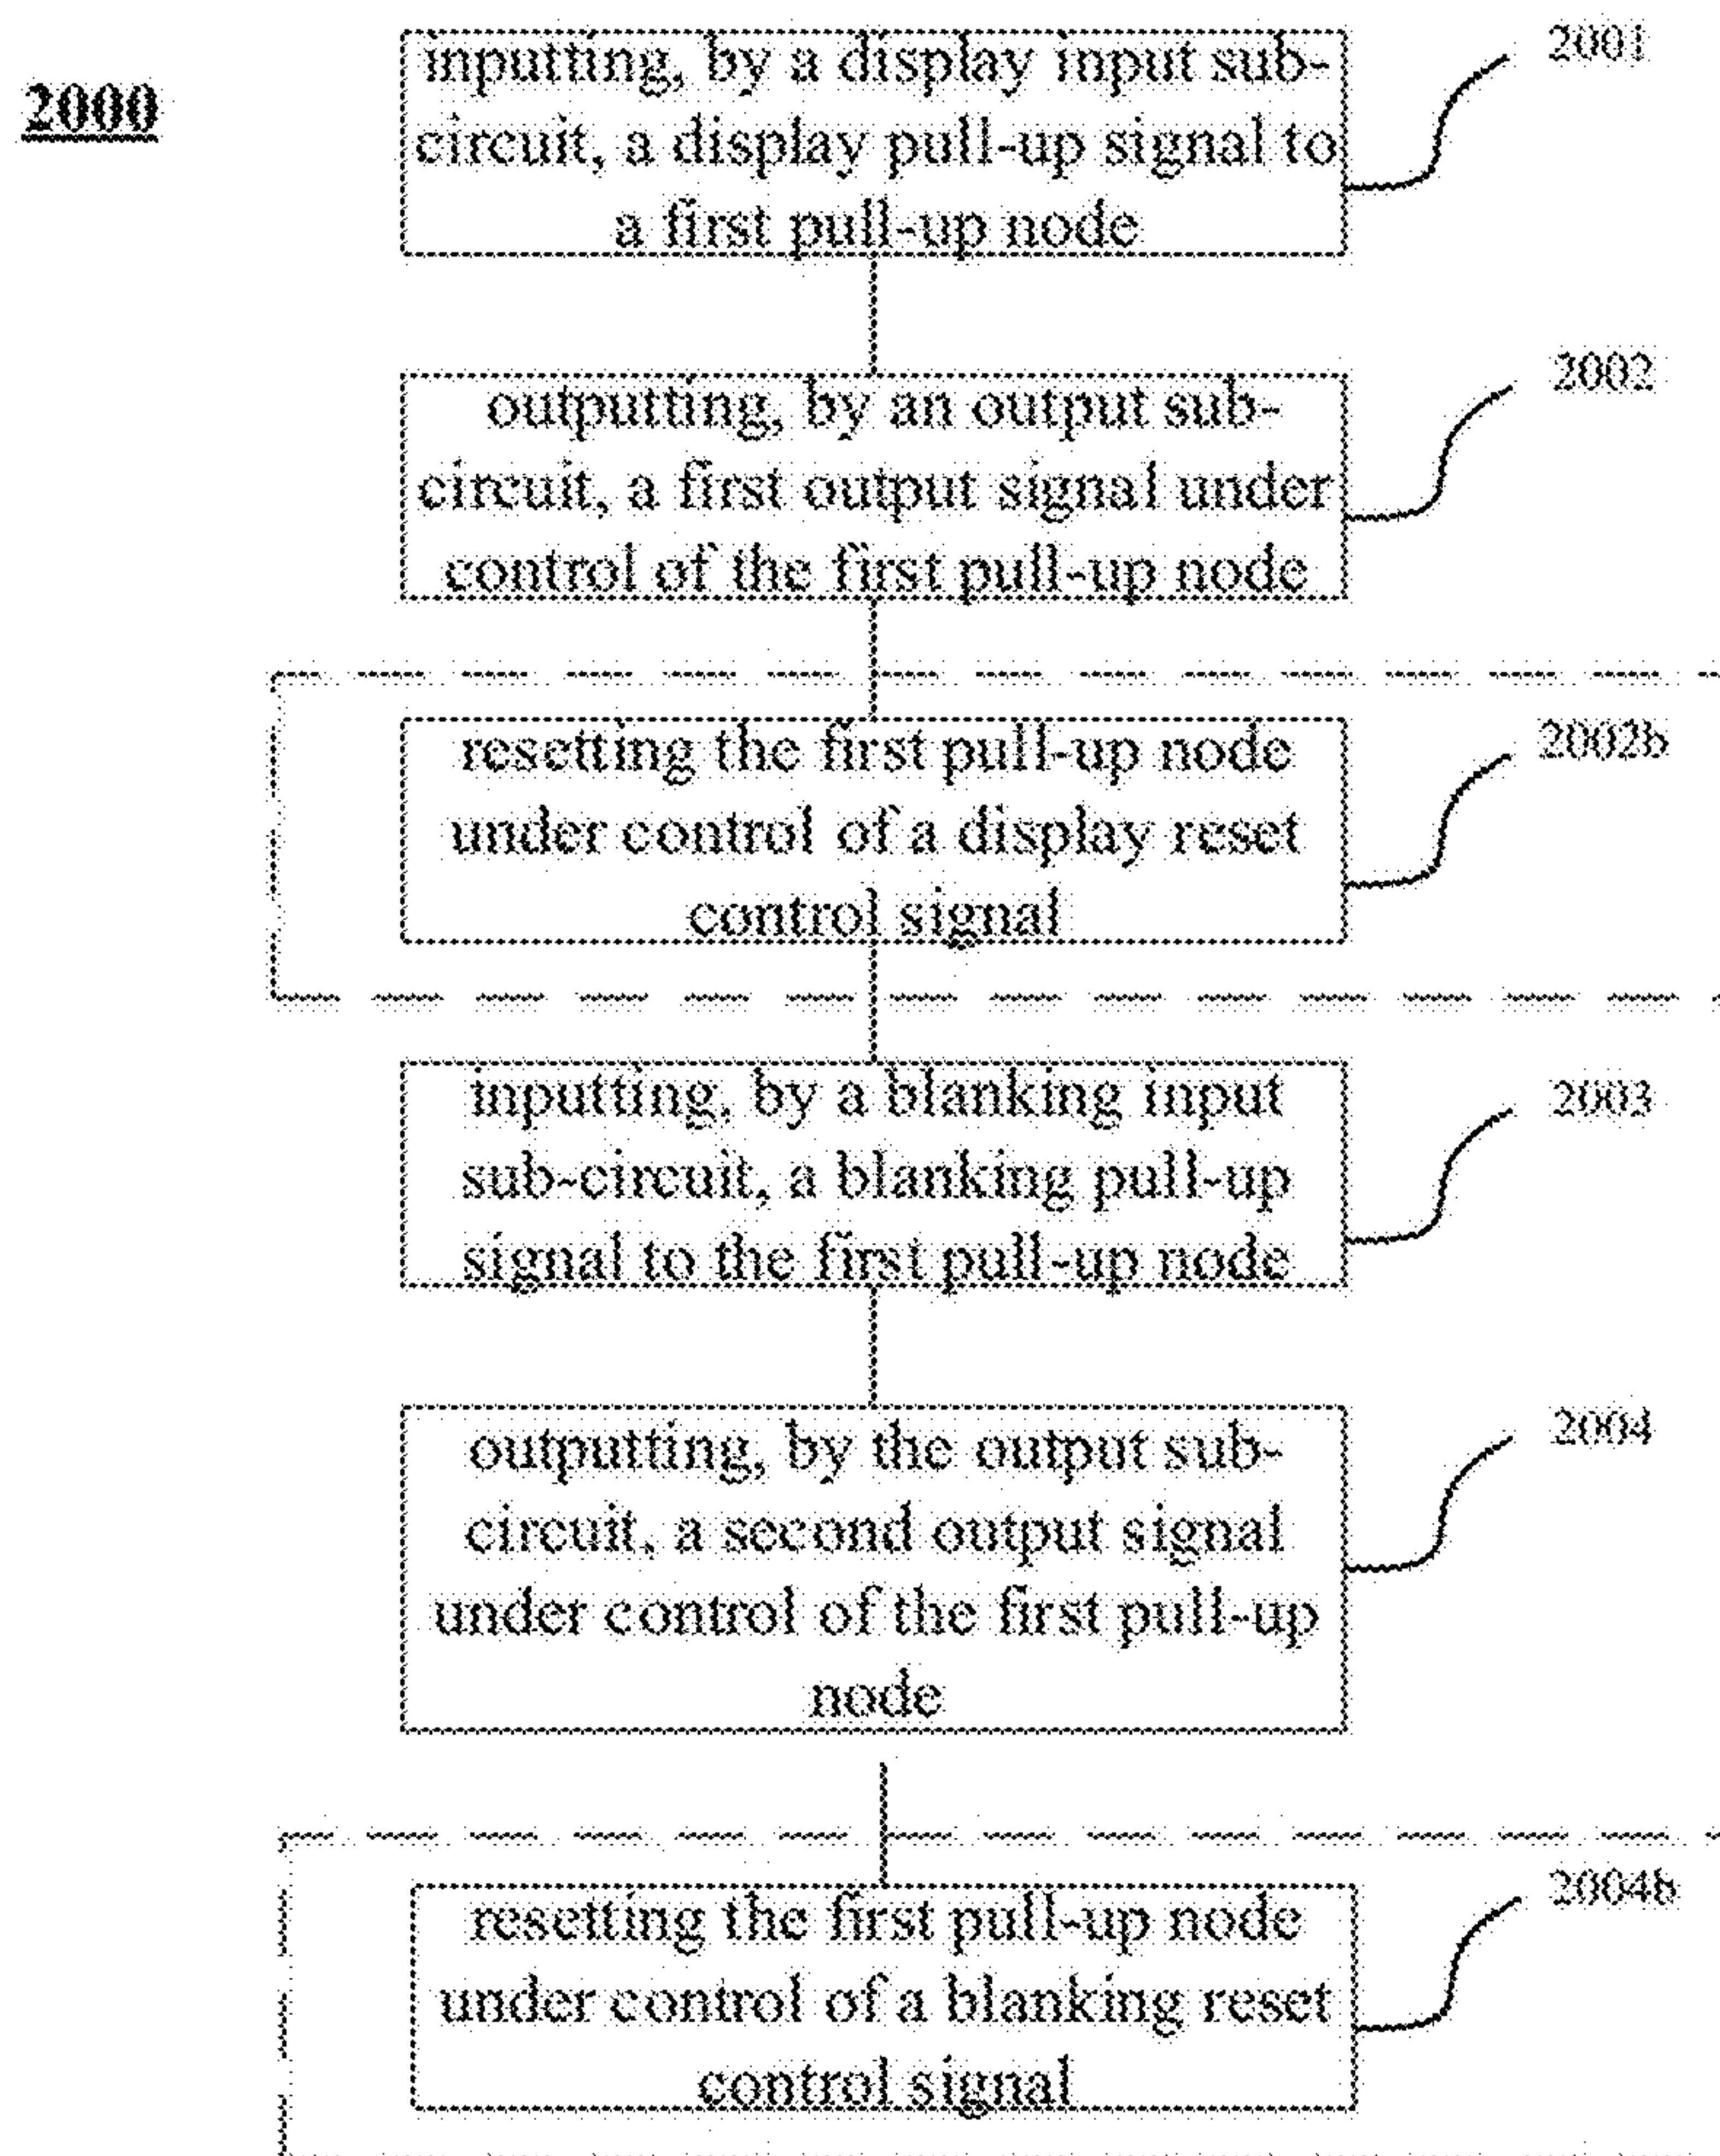 2000
inputting, by a display input sub-
circuit, a display pull-up signal to
a first pull-up node
2001
outputting, by an output sub-
circuit, a first output signal under
control of the first pull-up node
2002
resetting the first pull-up node
under control of a display reset
control signal
2002b
inputting, by a blanking input
sub-circuit, a blanking pull-up
signal to the first pull-up node
2003
outputting, by the output sub-
circuit, a second output signal
under control of the first pull-up
node
2004
resetting the first pull-up node
under control of a blanking reset
control signal
2004b